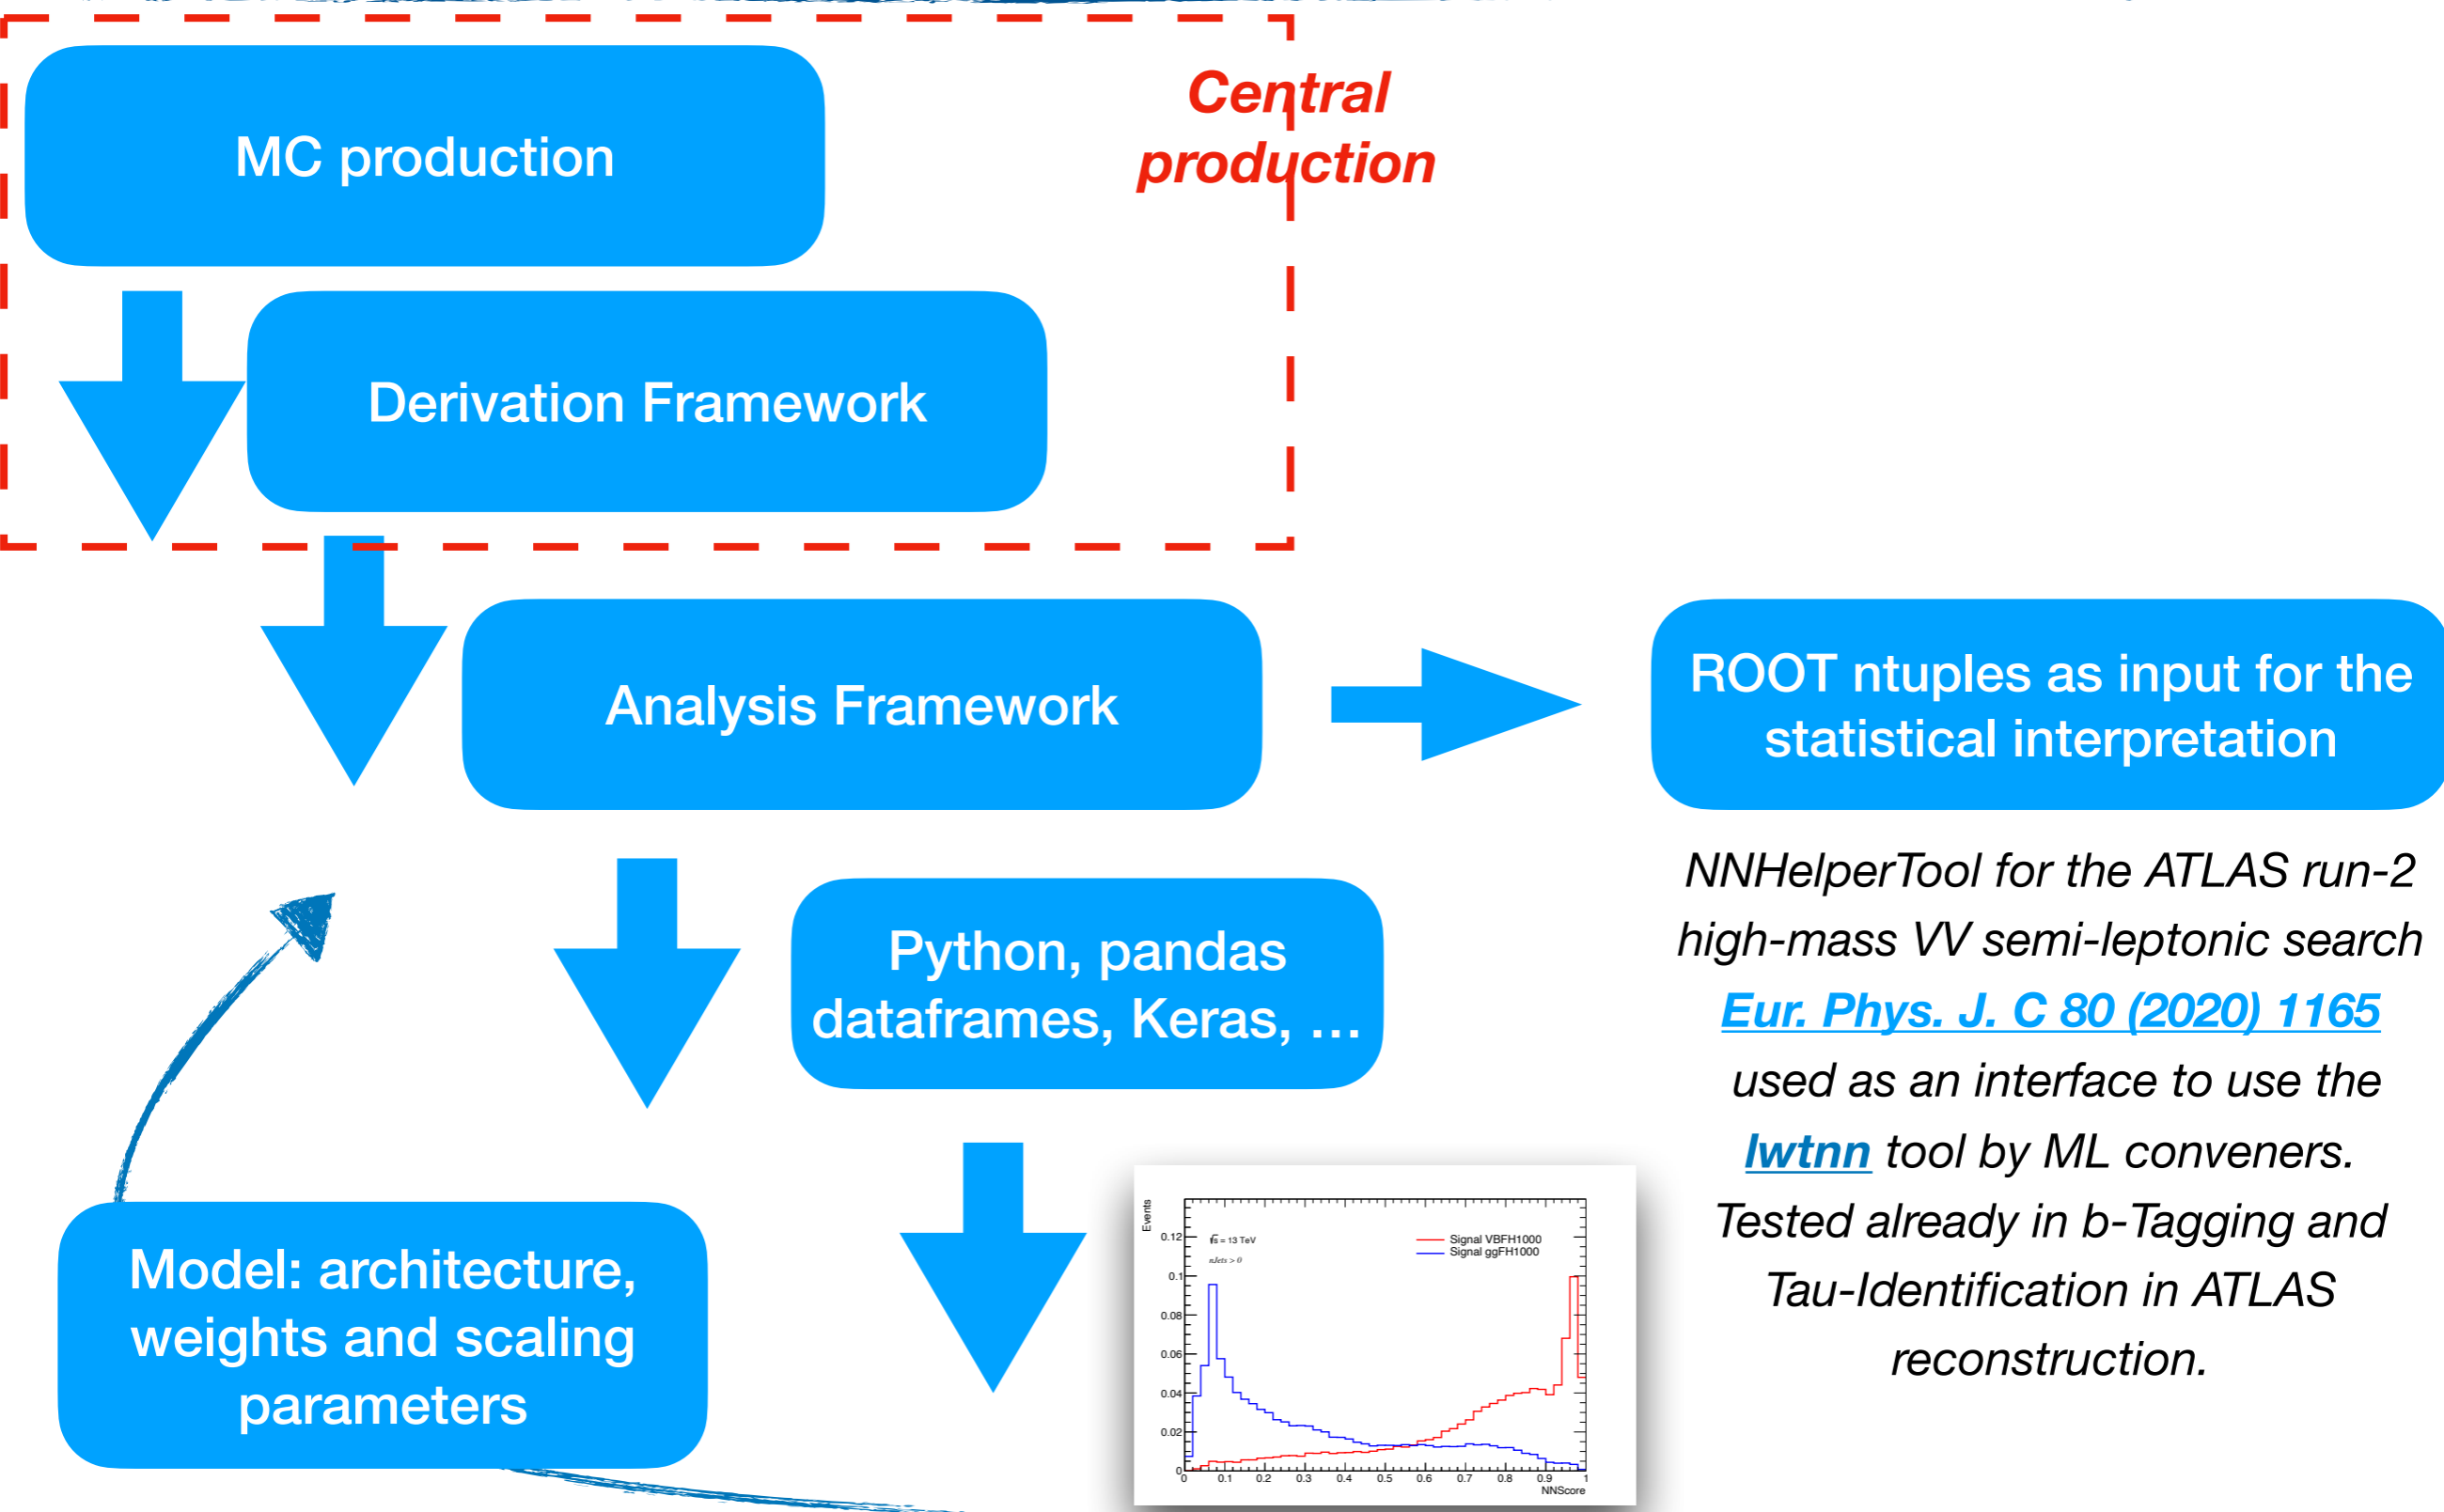 Central
production
MC production
Derivation Framework
Analysis Framework
ROOT ntuples as input for the
statistical interpretation
Python, pandas
dataframes, Keras, …
Model: architecture,
weights and scaling
parameters
NNHelperTool for the ATLAS run-2
high-mass VV semi-leptonic search
Eur. Phys. J. C 80 (2020) 1165
used as an interface to use the
lwtnn tool by ML conveners.
Tested already in b-Tagging and
Tau-Identification in ATLAS
reconstruction.
Events
√s = 13 TeV
nJets > 0
Signal VBFH1000
Signal ggFH1000
0.12
0.1
0.08
0.06
0.04
0.02
0
0 0.1 0.2 0.3 0.4 0.5 0.6 0.7 0.8 0.9 1
NNScore